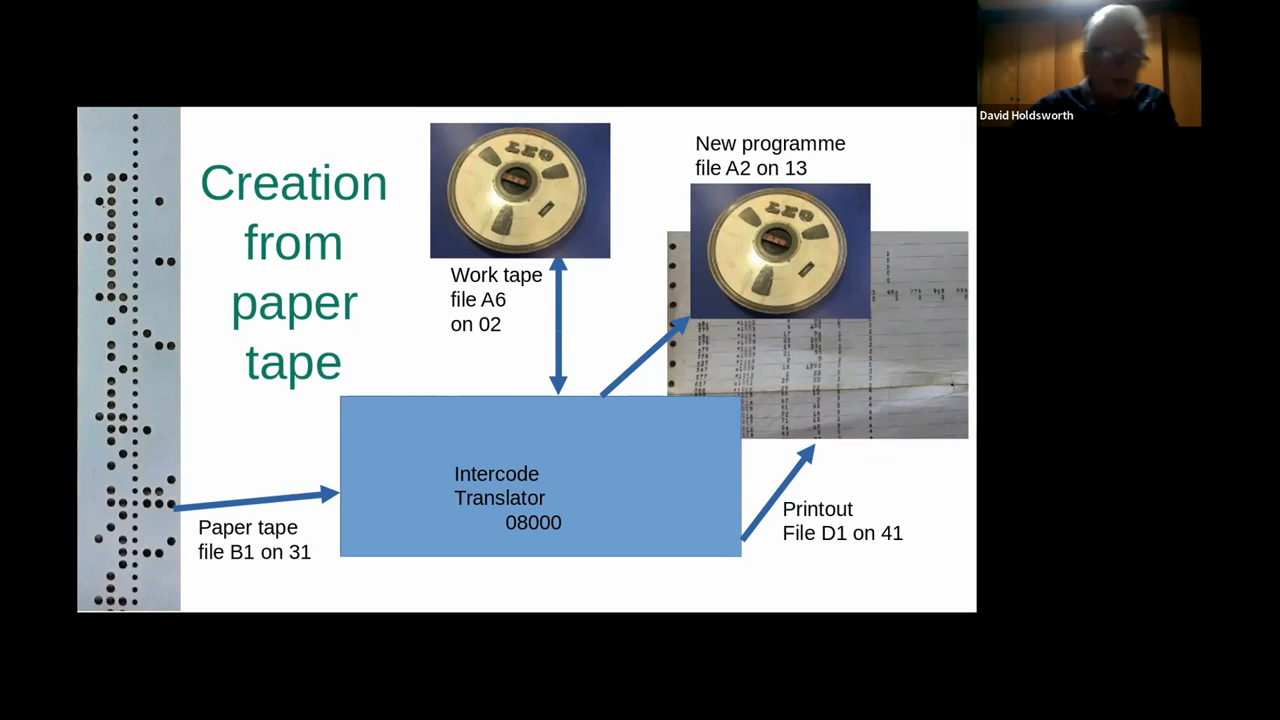 David Holdsworth
Creation
from
paper
tape
LEO
Work tape
file A6
on 02
New programme
file A2 on 13
LEO
Intercode
Translator
08000
Paper tape
file B1 on 31
Printout
File D1 on 41